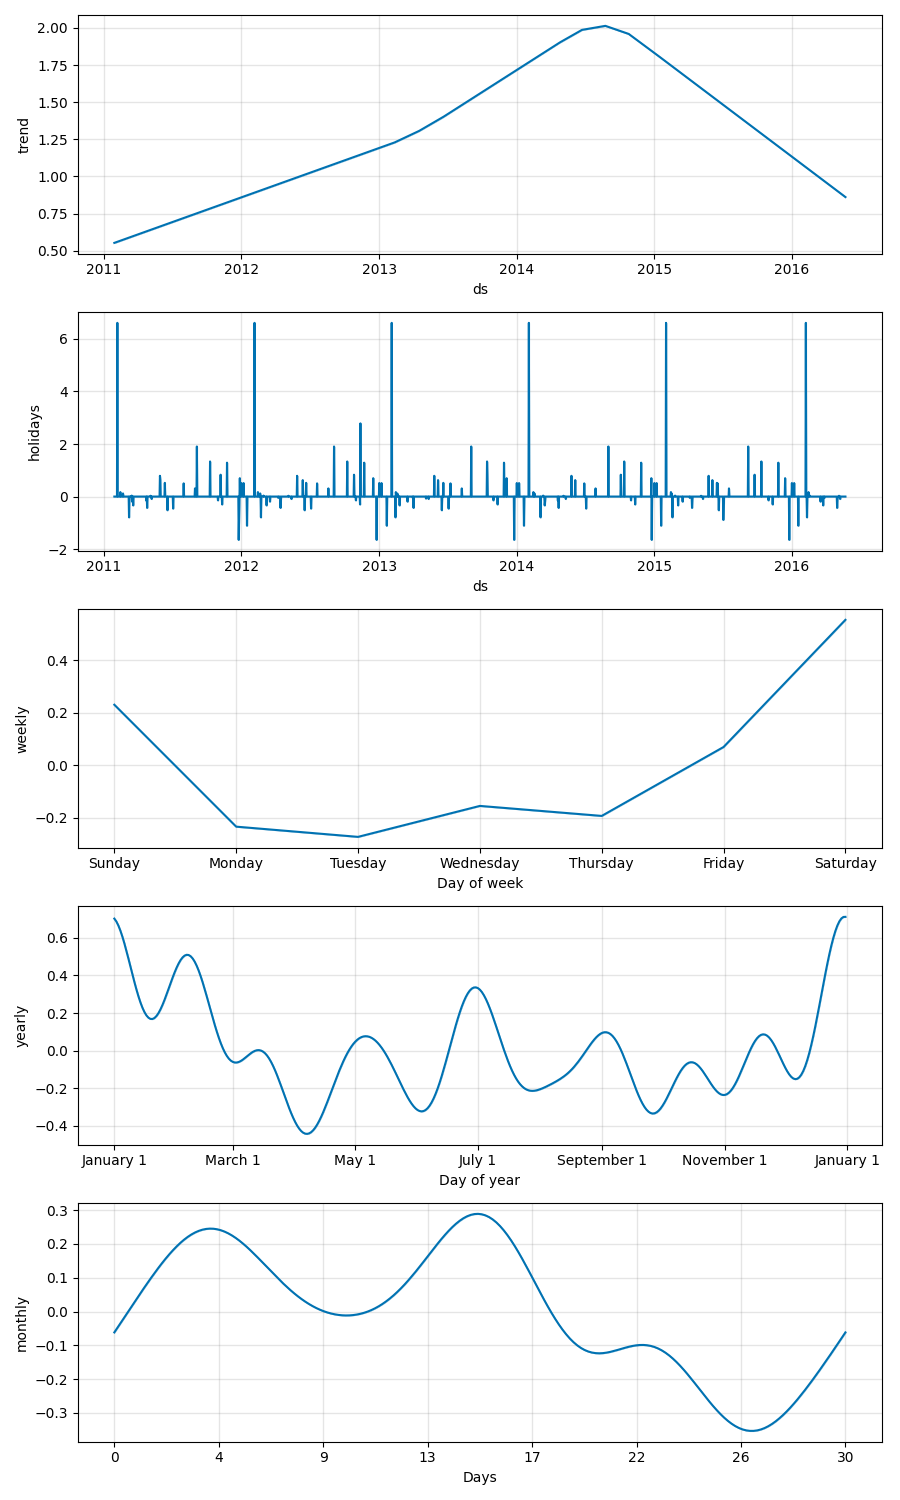 2.00
1.75
1.50
1.25
1.00
0.75
0.50
trend
2011 2012 2013 2014 2015 2016
ds
6
4
2
0
−2
holidays
2011 2012 2013 2014 2015 2016
ds
0.4
0.2
0.0
−0.2
weekly
Sunday Monday Tuesday Wednesday Thursday Friday Saturday
Day of week
0.6
0.4
0.2
0.0
−0.2
−0.4
yearly
January 1 March 1 May 1 July 1 September 1 November 1 January 1
Day of year
0.3
0.2
0.1
0.0
−0.1
−0.2
−0.3
monthly
0 4 9 13 17 22 26 30
Days